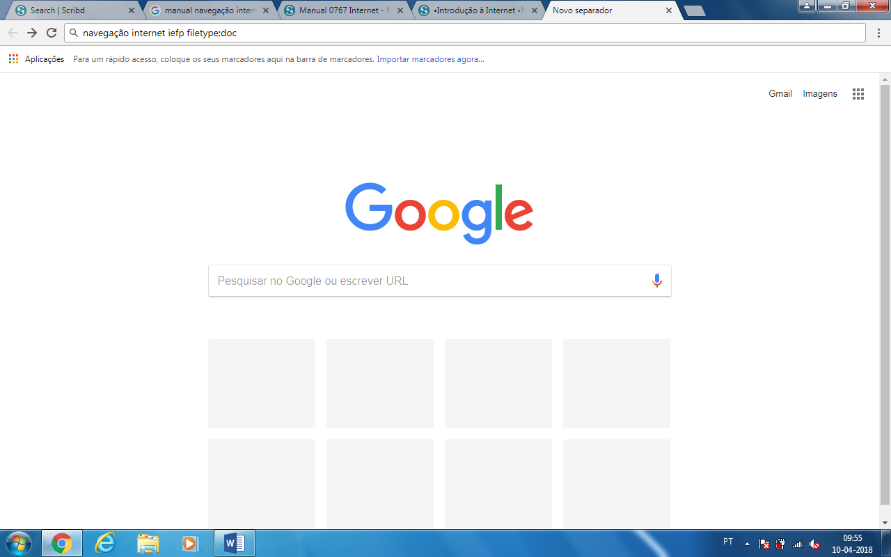 Search | Scribd
manual navegação intern
Manual 0767 Internet -
•Introdução à Internet •
Novo separador
navegação internet iefp filetype:doc
Aplicações Para um rápido acesso, coloque os seus marcadores aqui na barra de marcadores. Importar marcadores agora...
Gmail Imagens
Google
Pesquisar no Google ou escrever URL
PT
09:55
10-04-2018